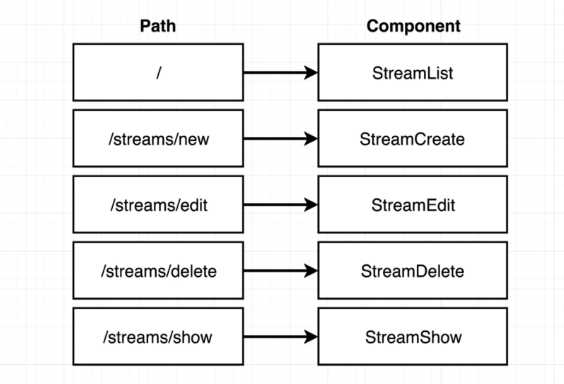 Path Component
/ StreamList
/streams/new StreamCreate
/streams/edit StreamEdit
/streams/delete StreamDelete
/streams/show StreamShow